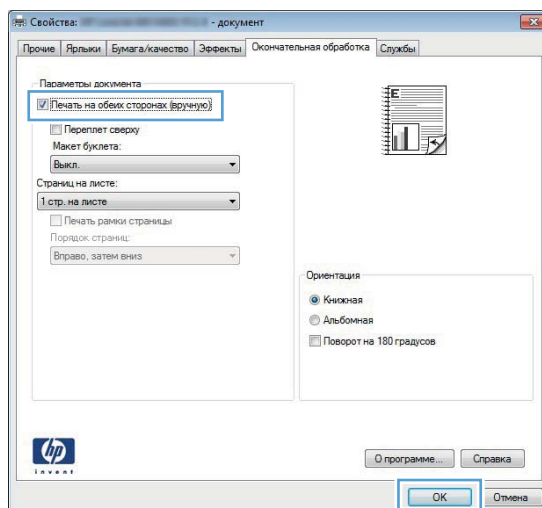 Свойства: - документ
Прочие Ярлыки Бумага/качество Эффекты Окончательная обработка Службы
Параметры документа
Печать на обеих сторонах (вручную)
Переплет сверху
Макет буклета:
Выкл.
Страниц на листе:
1 стр. на листе
Печать рамки страницы
Порядок страниц:
Вправо, затем вниз
E
Ориентация
Книжная
Альбомная
Поворот на 180 градусов
hp
invent
О программе... Справка
OK Отмена